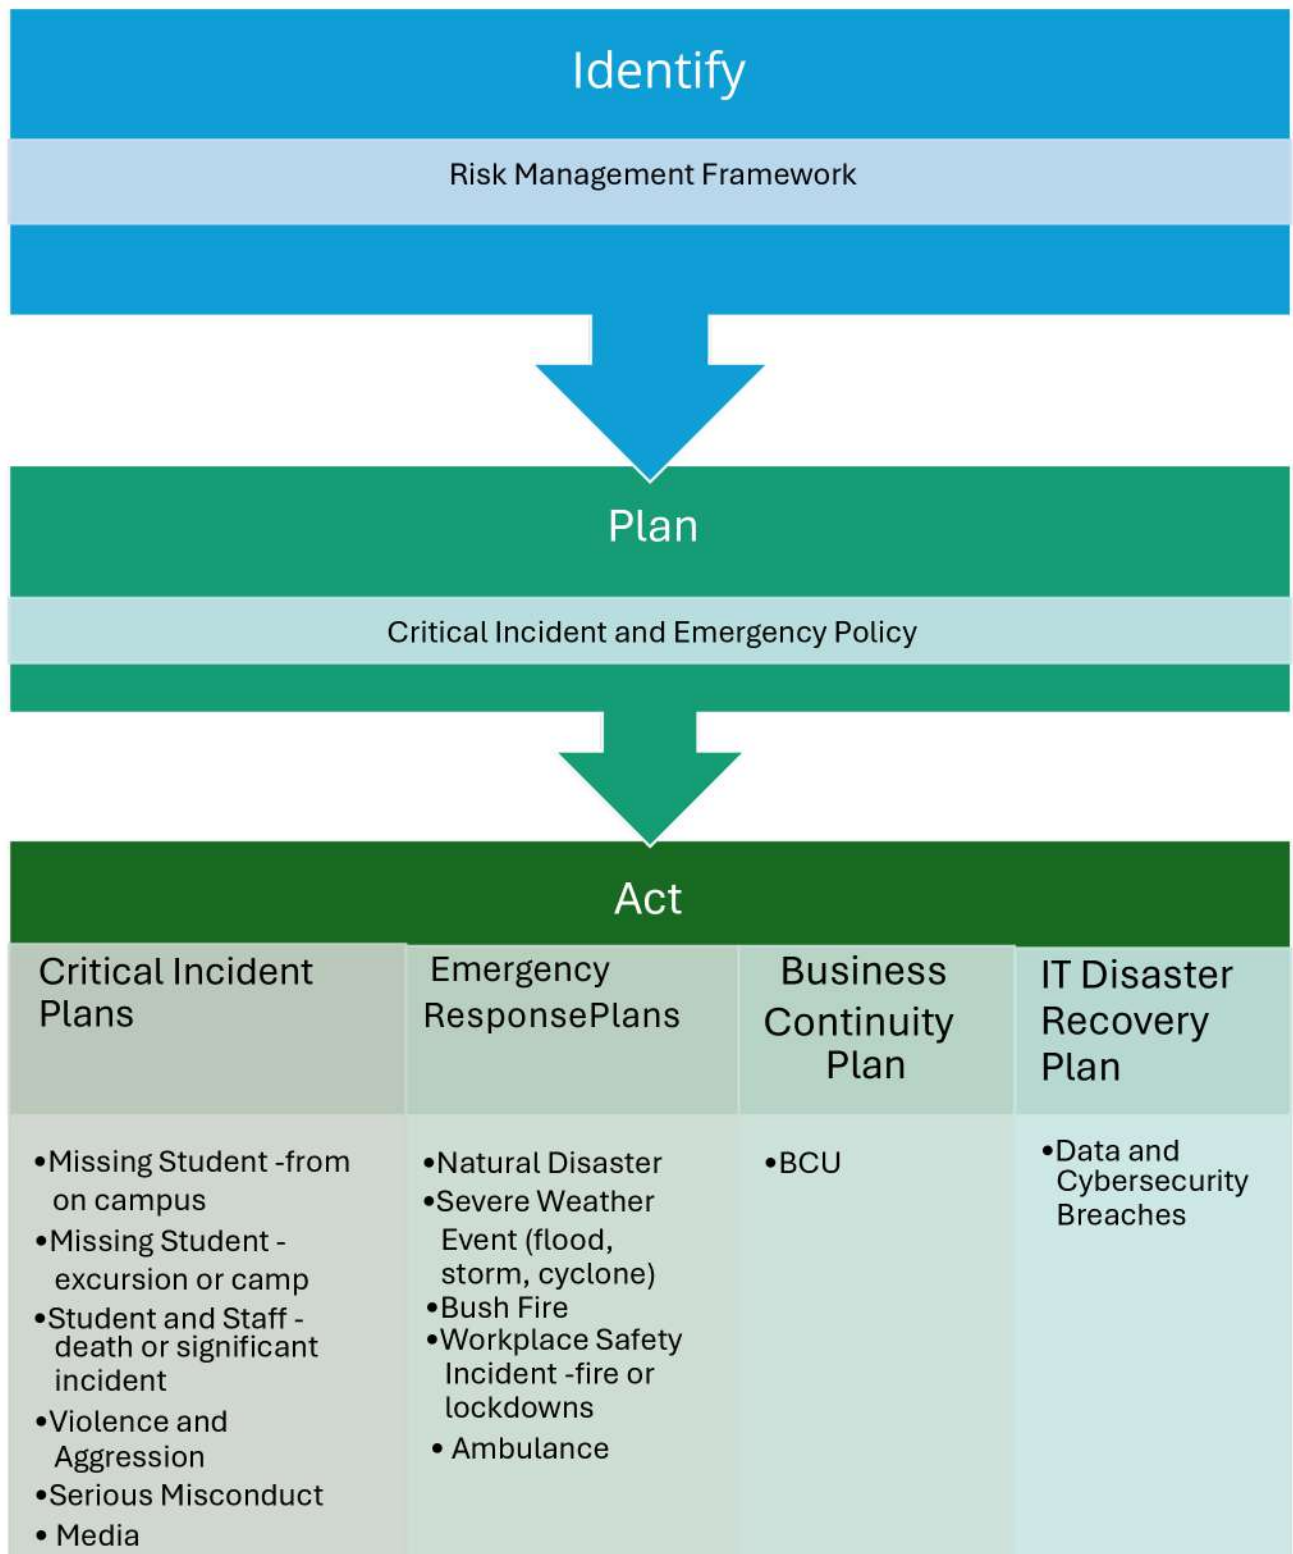 Identify
Risk Management Framework
Plan
Critical Incident and Emergency Policy
Act
Critical Incident
Plans
Emergency
ResponsePlans
Business
Continuity
Plan
IT Disaster
Recovery
Plan
•Missing Student -from
on campus
•Missing Student -
excursion or camp
•Student and Staff -
death or significant
incident
•Violence and
Aggression
•Serious Misconduct
• Media
•Natural Disaster
•Severe Weather
Event (flood,
storm, cyclone)
•Bush Fire
•Workplace Safety
Incident -fire or
lockdowns
• Ambulance
•BCU
•Data and
Cybersecurity
Breaches